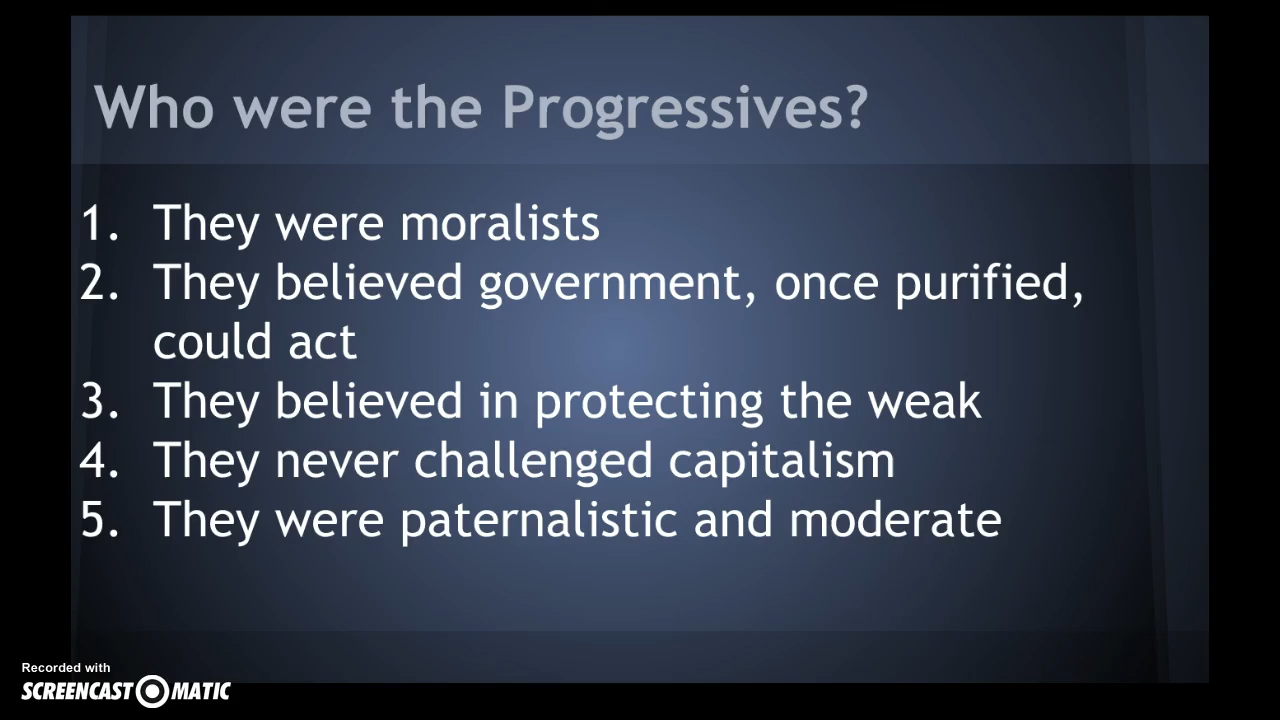 Who were the Progressives?
1. They were moralists
2. They believed government, once purified,
could act
3. They believed in protecting the weak
4. They never challenged capitalism
5. They were paternalistic and moderate
Recorded with
SCREENCAST O MATIC